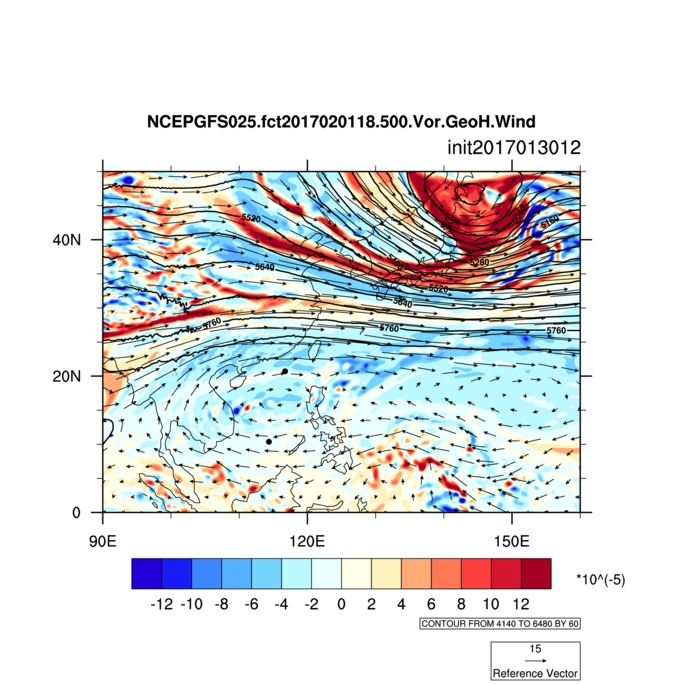 NCEPGFS025.fct2017020118.500.Vor.GeoH.Wind
init2017013012
40N
20N
0
90E 120E 150E
5520
5640
5760
5280
5520
5640
5760
5760
-12 -10 -8 -6 -4 -2 0 2 4 6 8 10 12
*10^(-5)
CONTOUR FROM 4140 TO 6480 BY 60
15
Reference Vector